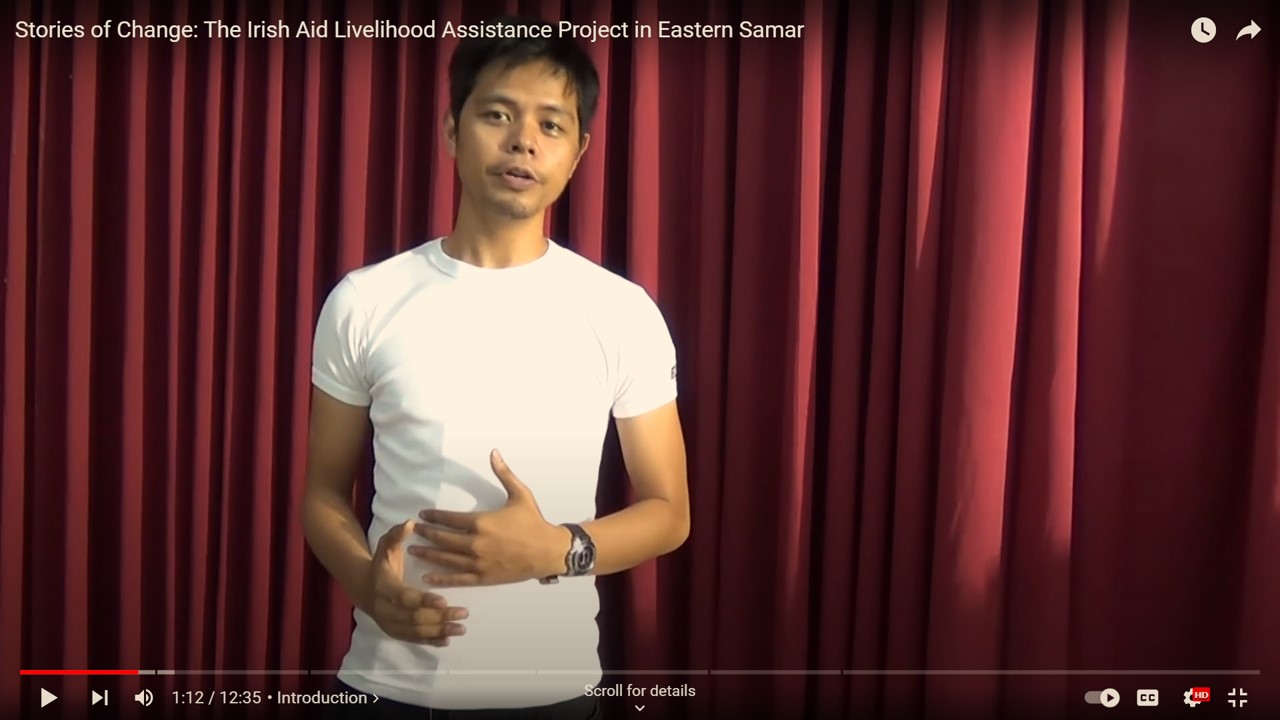 Stories of Change: The Irish Aid Livelihood Assistance Project in Eastern Samar
1:12 / 12:35 • Introduction
Scroll for details
CC
HD